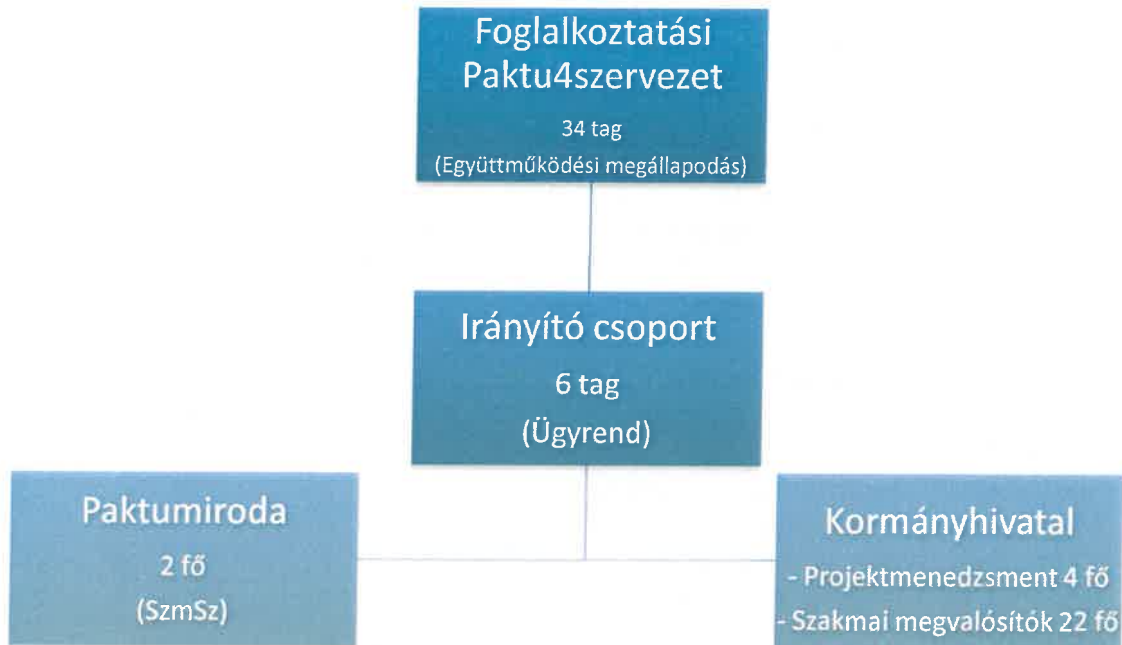 Foglalkoztatási
Paktu4szervezet
34 tag
(Együttműködési megállapodás)
Irányító csoport
6 tag
(Ügyrend)
Paktumiroda
2 fő
(SzmSz)
Kormányhivatal
- Projektmenedzsment 4 fő
- Szakmai megvalósítók 22 fő